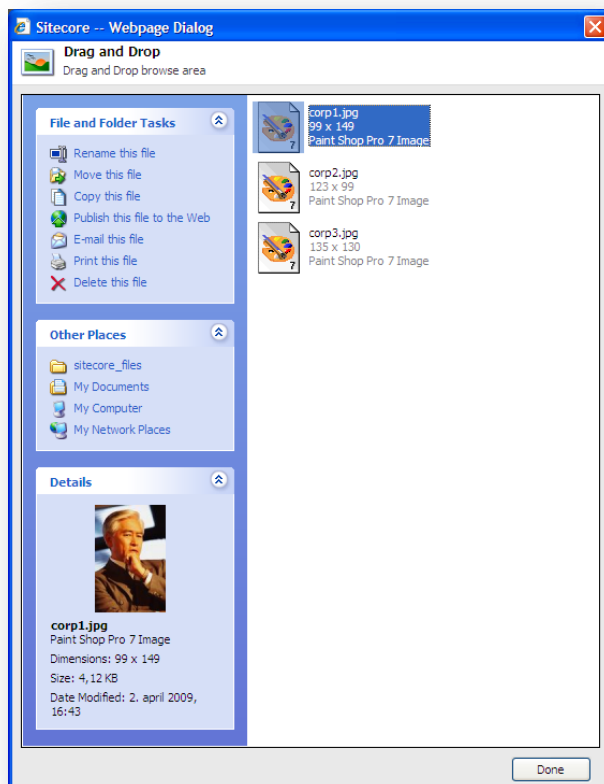 Sitecore -- Webpage Dialog
Drag and Drop
Drag and Drop browse area
File and Folder Tasks
Rename this file
Move this file
Copy this file
Publish this file to the Web
E-mail this file
Print this file
Delete this file
Other Places
sitecore_files
My Documents
My Computer
My Network Places
Details
corp1.jpg
Paint Shop Pro 7 Image
Dimensions: 99 x 149
Size: 4,12 KB
Date Modified: 2. april 2009,
16:43
7
corp1.jpg
99 x 149
Paint Shop Pro 7 Image
7
corp2.jpg
123 x 99
Paint Shop Pro 7 Image
7
corp3.jpg
135 x 130
Paint Shop Pro 7 Image
Done